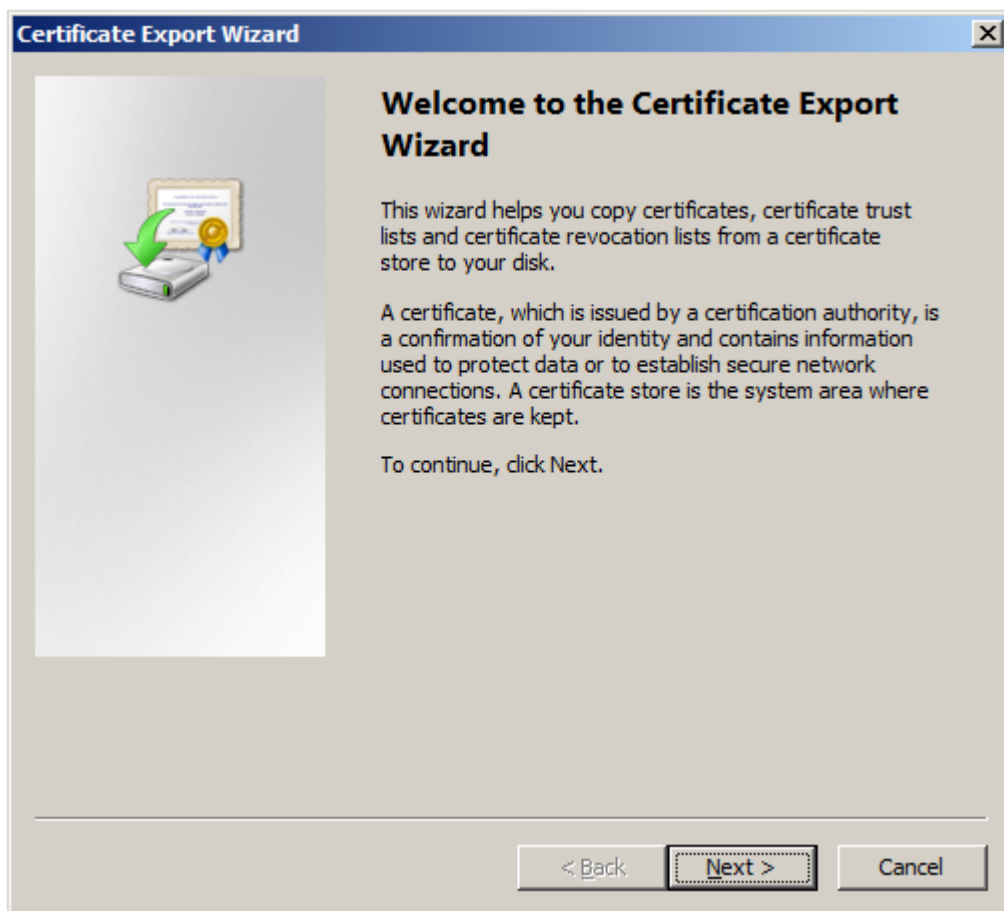 Certificate Export Wizard
Welcome to the Certificate Export
Wizard
This wizard helps you copy certificates, certificate trust
lists and certificate revocation lists from a certificate
store to your disk.
A certificate, which is issued by a certification authority, is
a confirmation of your identity and contains information
used to protect data or to establish secure network
connections. A certificate store is the system area where
certificates are kept.
To continue, click Next.
< Back
Next >
Cancel